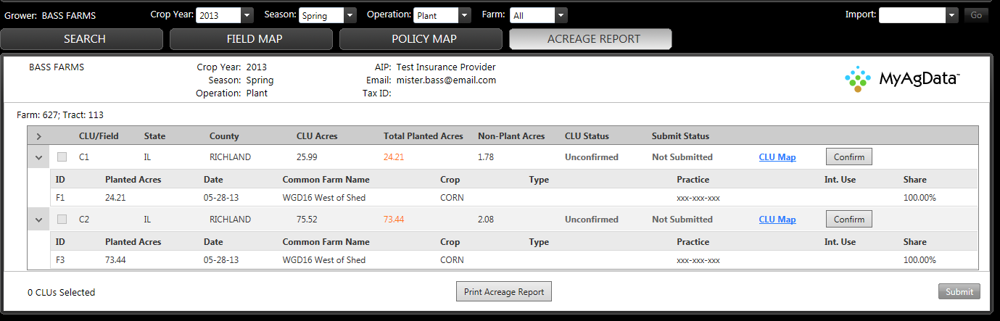 Grower: BASS FARMS Crop Year: 2013 Season: Spring Operation: Plant Farm: All Import: Go
SEARCH FIELD MAP POLICY MAP ACREAGE REPORT
BASS FARMS Crop Year: 2013 AIP: Test Insurance Provider
Season: Spring Email: mister.bass@email.com
Operation: Plant Tax ID:
MyAgData™
Farm: 627; Tract: 113
CLU/Field State County CLU Acres Total Planted Acres Non-Plant Acres CLU Status Submit Status
C1 IL RICHLAND 25.99 24.21 1.78 Unconfirmed Not Submitted CLU Map Confirm
ID Planted Acres Date Common Farm Name Crop Type Practice Int. Use Share
F1 24.21 05-28-13 WGD16 West of Shed CORN xxx-xxx-xxx 100.00%
C2 IL RICHLAND 75.52 73.44 2.08 Unconfirmed Not Submitted CLU Map Confirm
ID Planted Acres Date Common Farm Name Crop Type Practice Int. Use Share
F3 73.44 05-28-13 WGD16 West of Shed CORN xxx-xxx-xxx 100.00%
0 CLUs Selected Print Acreage Report Submit